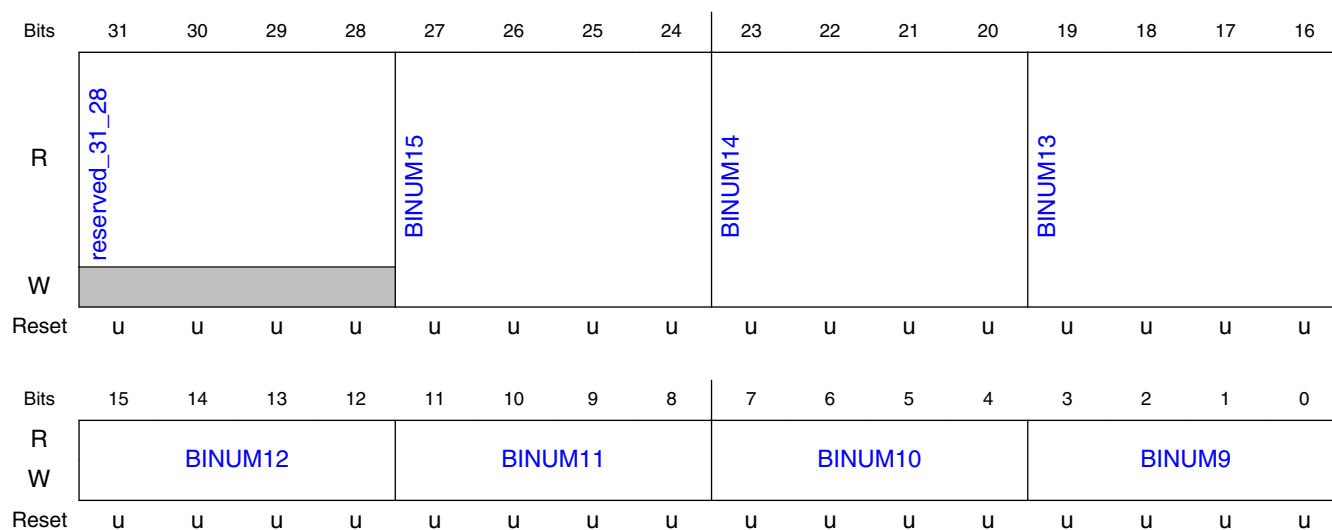 Bits 31 30 29 28 27 26 25 24 23 22 21 20 19 18 17 16
R reserved_31_28 BINUM15 BINUM14 BINUM13
W
Reset u u u u u u u u u u u u u u u u
Bits 15 14 13 12 11 10 9 8 7 6 5 4 3 2 1 0
R
BINUM12 BINUM11 BINUM10 BINUM9
W
Reset u u u u u u u u u u u u u u u u